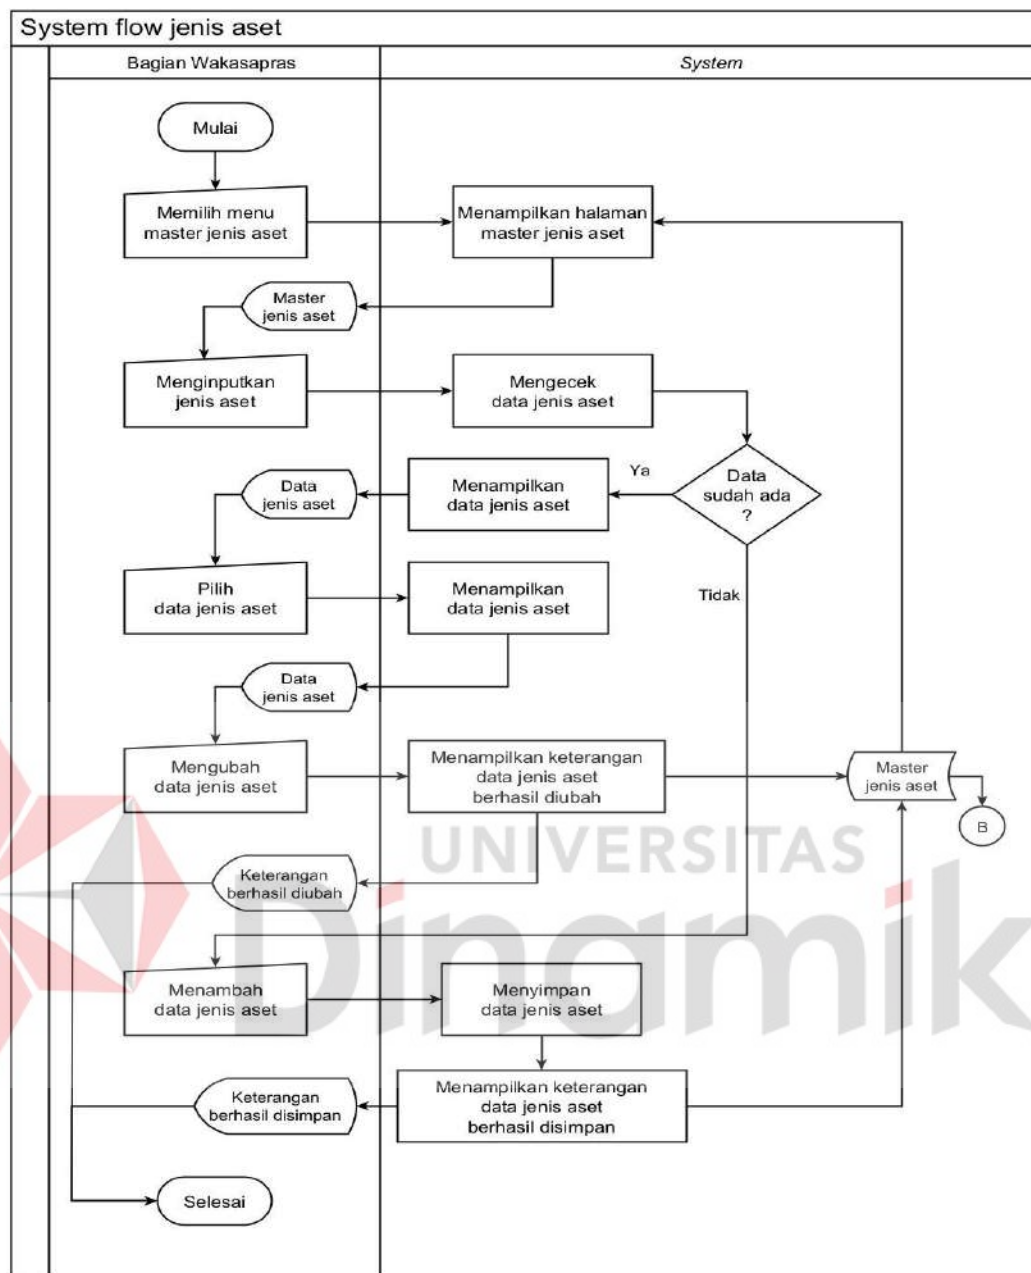 System flow jenis aset
Bagian Wakasapras
System
Mulai
Memilih menu
master jenis aset
Menampilkan halaman
master jenis aset
Master
jenis aset
Menginputkan
jenis aset
Mengecek
data jenis aset
Data
sudah ada
?
Ya
Menampilkan
data jenis aset
Data
jenis aset
Pilih
data jenis aset
Menampilkan
data jenis aset
Tidak
Data
jenis aset
Mengubah
data jenis aset
Menampilkan keterangan
data jenis aset
berhasil diubah
Master
jenis aset
B
UNIVERSITAS
Dinamik
Keterangan
berhasil diubah
Menambah
data jenis aset
Menyimpan
data jenis aset
Menampilkan keterangan
data jenis aset
berhasil disimpan
Keterangan
berhasil disimpan
Selesai